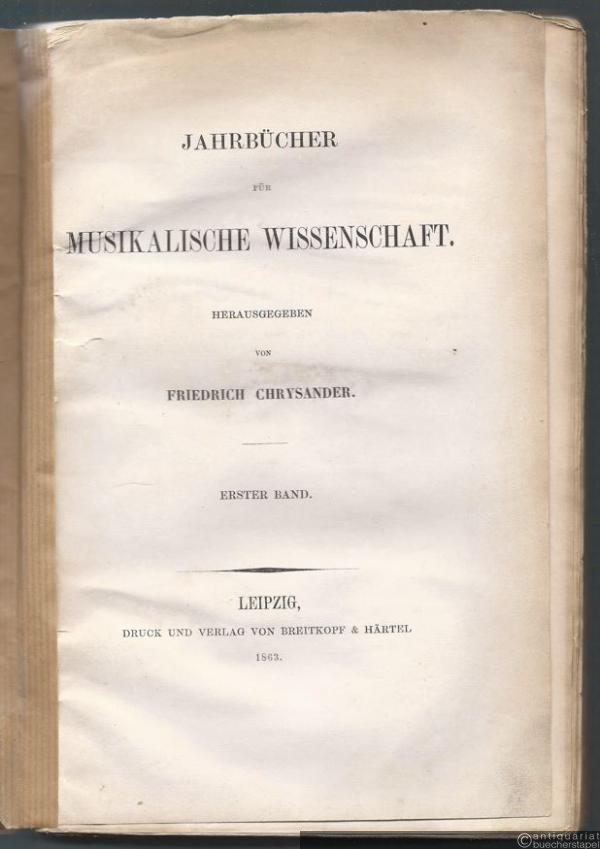 JAHRBÜCHER
FÜR
MUSIKALISCHE WISSENSCHAFT.
HERAUSGEGEBEN
VON
FRIEDRICH CHRYSANDER.
ERSTER BAND.
LEIPZIG,
DRUCK UND VERLAG VON BREITKOPF & HÄRTEL
1863.
©antiquariat
buecherstapel